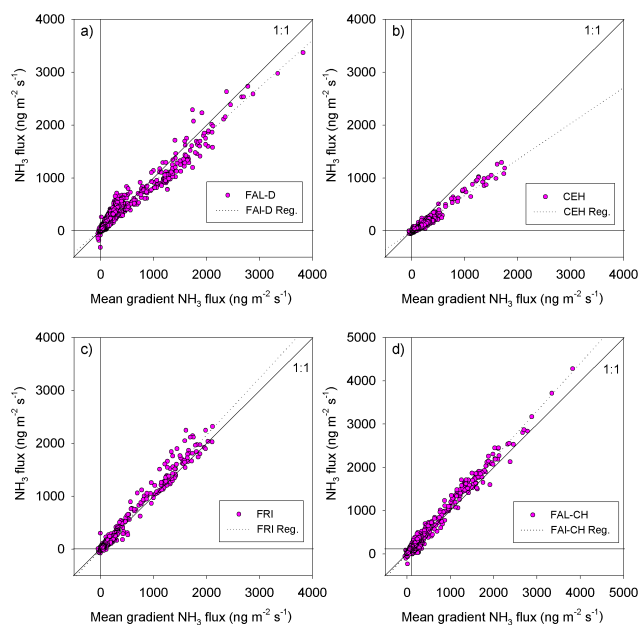 a)
1:1
4000
3000
2000
1000
0
NH3 flux (ng m-2 s-1)
FAL-D
FAl-D Reg.
0 1000 2000 3000 4000
Mean gradient NH3 flux (ng m-2 s-1)
b)
1:1
4000
3000
2000
1000
0
NH3 flux (ng m-2 s-1)
CEH
CEH Reg.
0 1000 2000 3000 4000
Mean gradient NH3 flux (ng m-2 s-1)
c)
1:1
4000
3000
2000
1000
0
NH3 flux (ng m-2 s-1)
FRI
FRI Reg.
0 1000 2000 3000 4000
Mean gradient NH3 flux (ng m-2 s-1)
d)
1:1
5000
4000
3000
2000
1000
0
NH3 flux (ng m-2 s-1)
FAL-CH
FAl-CH Reg.
0 1000 2000 3000 4000 5000
Mean gradient NH3 flux (ng m-2 s-1)